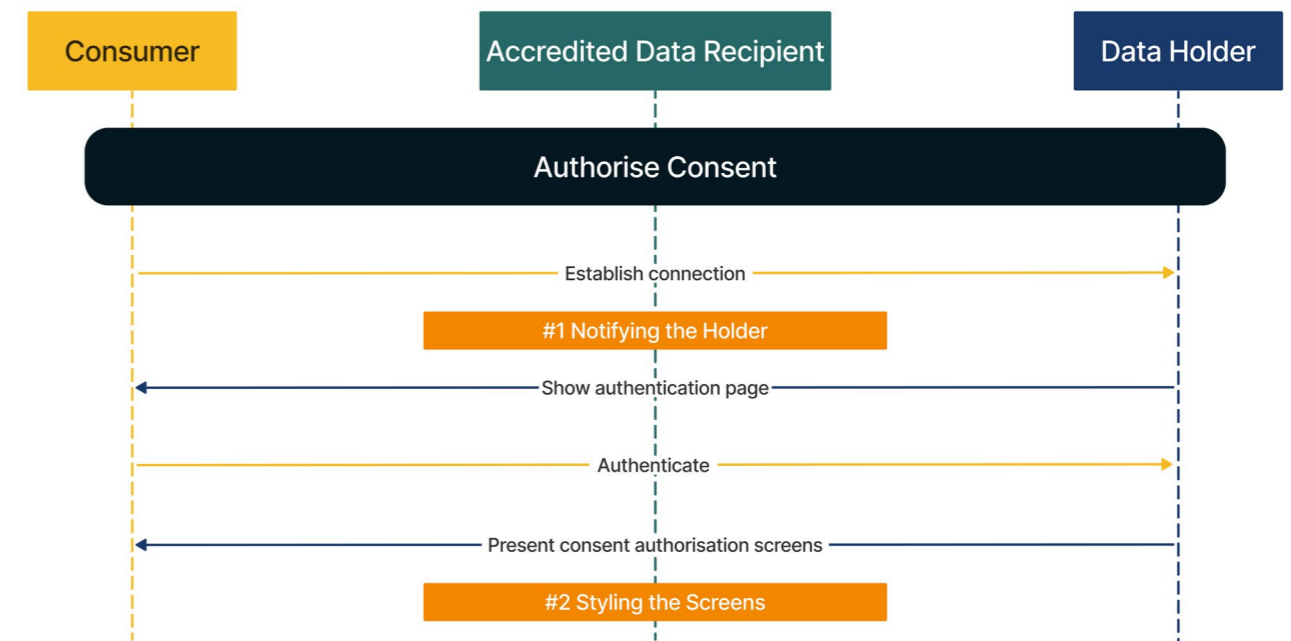 Consumer
Accredited Data Recipient
Data Holder
Authorise Consent
Establish connection
#1 Notifying the Holder
Show authentication page
Authenticate
Present consent authorisation screens
#2 Styling the Screens